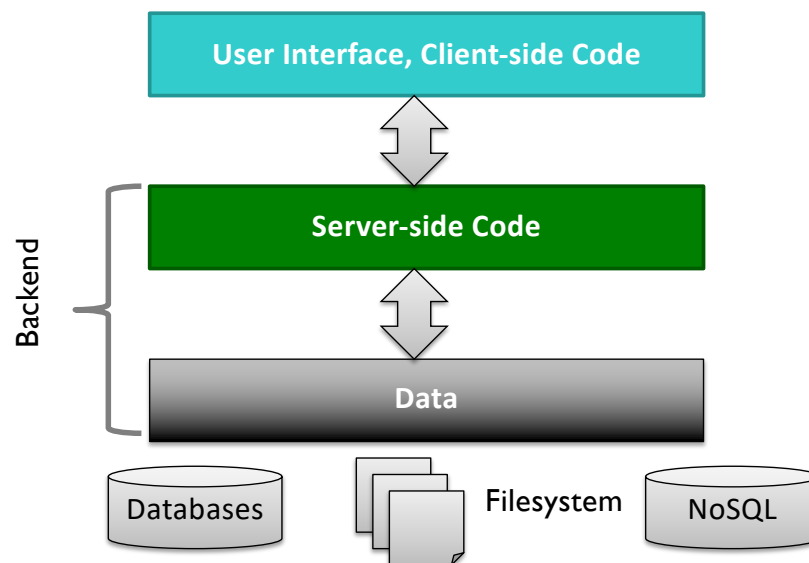 User Interface, Client-side Code
Server-side Code
Backend
Data
Databases
Filesystem
NoSQL